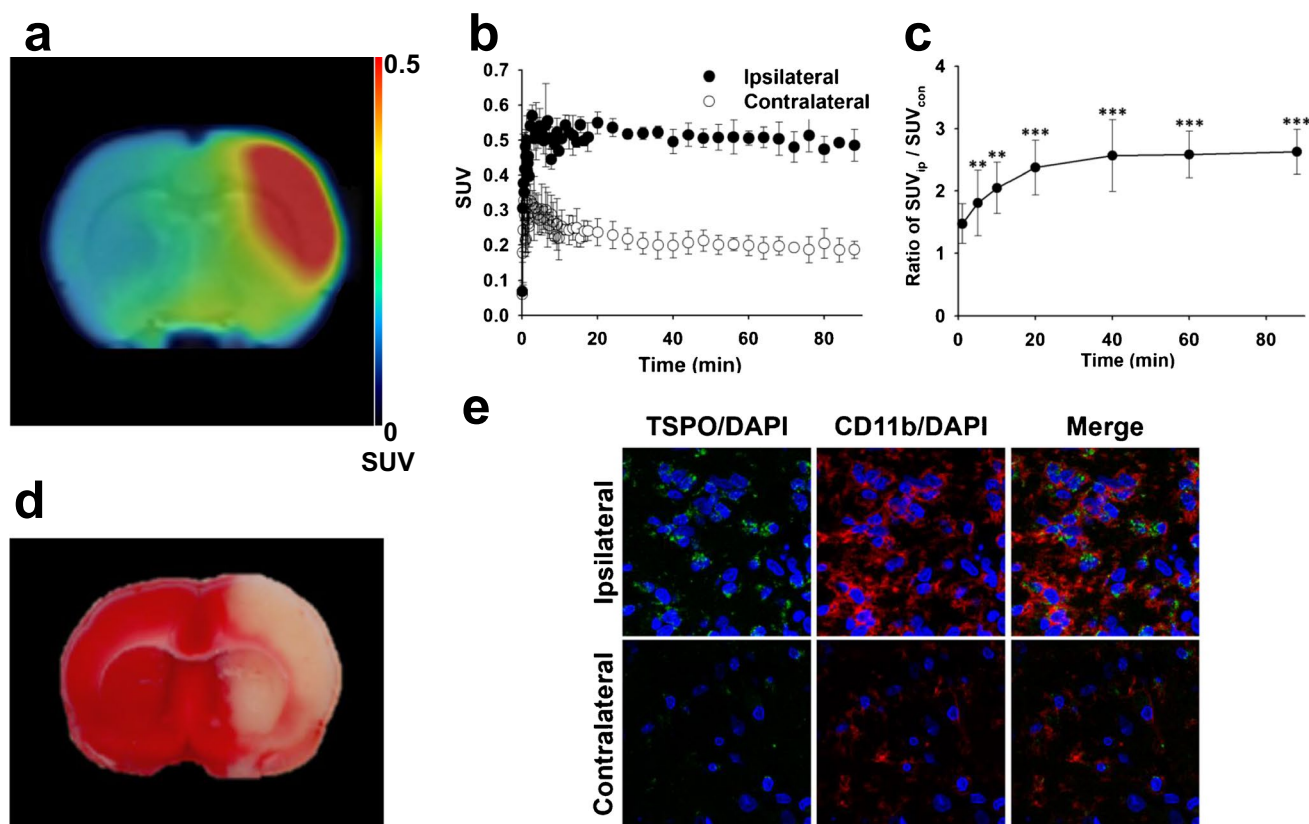 a
0.5
0
SUV
b
0.7
0.6
0.5
0.4
0.3
0.2
0.1
0.0
SUV
Ipsilateral
Contralateral
0 20 40 60 80
Time (min)
c
4
3
2
1
0
Ratio of SUVip / SUVcon
** ** *** *** *** ***
0 20 40 60 80
Time (min)
d
e
TSPO/DAPI CD11b/DAPI Merge
Ipsilateral
Contralateral